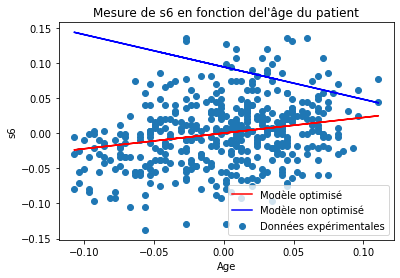 Mesure de s6 en fonction del'âge du patient
0.15
0.10
0.05
0.00
−0.05
−0.10
−0.15
s6
−0.10
−0.05
0.00
0.05
0.10
Age
Modèle optimisé
Modèle non optimisé
Données expérimentales